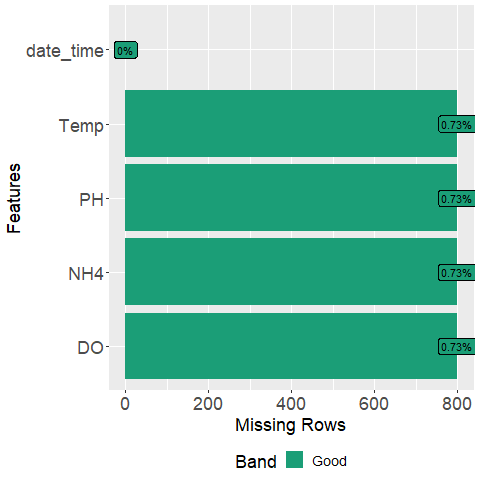 Features
date_time
0%
Temp
0.73%
PH
0.73%
NH4
0.73%
DO
0.73%
0 200 400 600 800
Missing Rows
Band Good